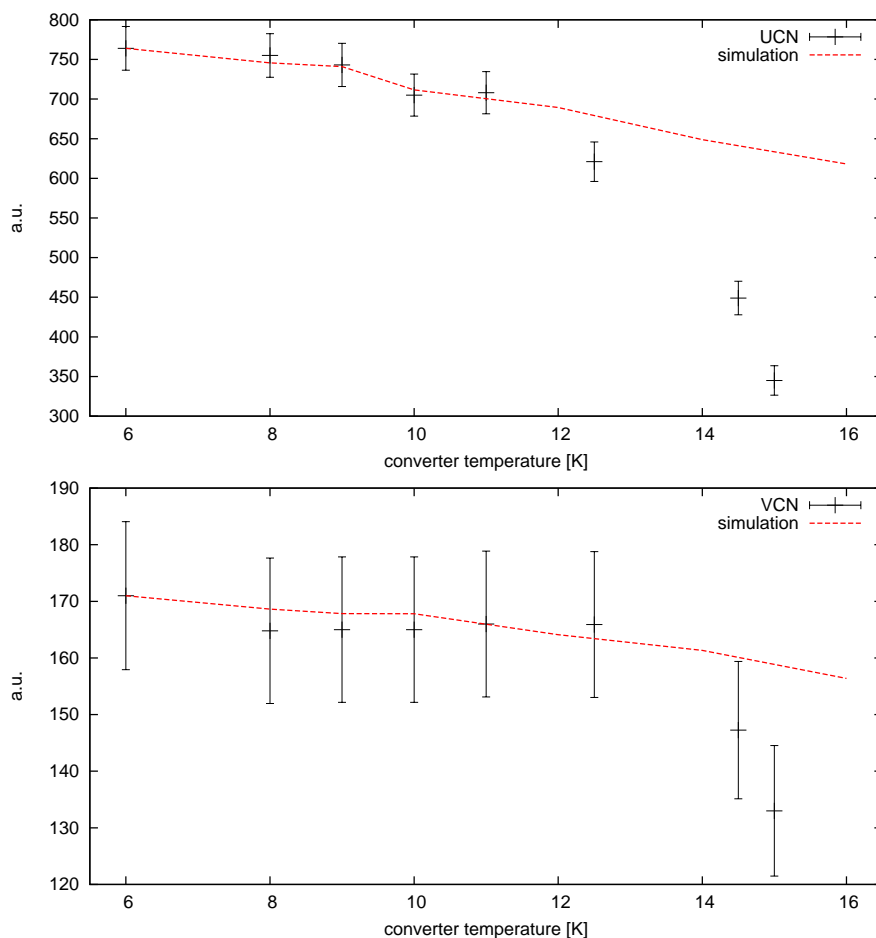 800
750
700
650
600
550
500
450
400
350
300
a.u.
UCN
simulation
6 8 10 12 14 16
converter temperature [K]
190
180
170
160
150
140
130
120
a.u.
VCN
simulation
6 8 10 12 14 16
converter temperature [K]